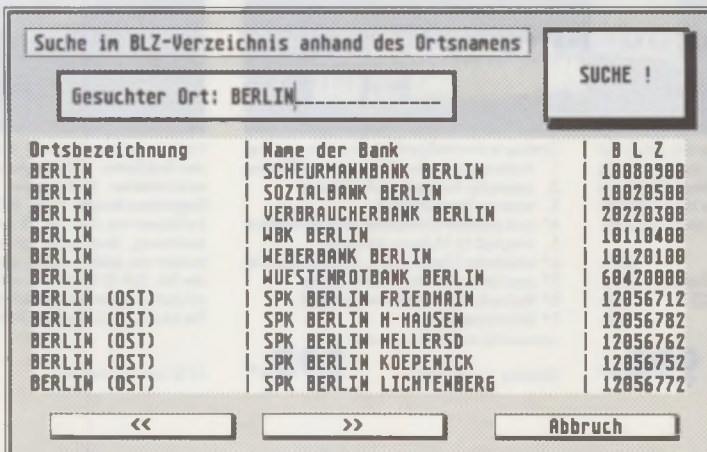 Suche in BLZ-Verzeichnis anhand des Ortsnamens
SUCHE !
Gesuchter Ort: BERLIN______________
Ortsbezeichnung | Name der Bank | B L Z
BERLIN | SCHEURMANNBANK BERLIN | 10080900
BERLIN | SOZIALBANK BERLIN | 10020500
BERLIN | VERBRAUCHERBANK BERLIN | 20220300
BERLIN | WBK BERLIN | 10110400
BERLIN | WEBERBANK BERLIN | 10120100
BERLIN | WUESTENROTBANK BERLIN | 60420000
BERLIN (OST) | SPK BERLIN FRIEDHAIN | 12056712
BERLIN (OST) | SPK BERLIN H-HAUSEN | 12056782
BERLIN (OST) | SPK BERLIN HELLERSD | 12056762
BERLIN (OST) | SPK BERLIN KOEPENICK | 12056752
BERLIN (OST) | SPK BERLIN LICHTENBERG | 12056772
<< >> Abbruch